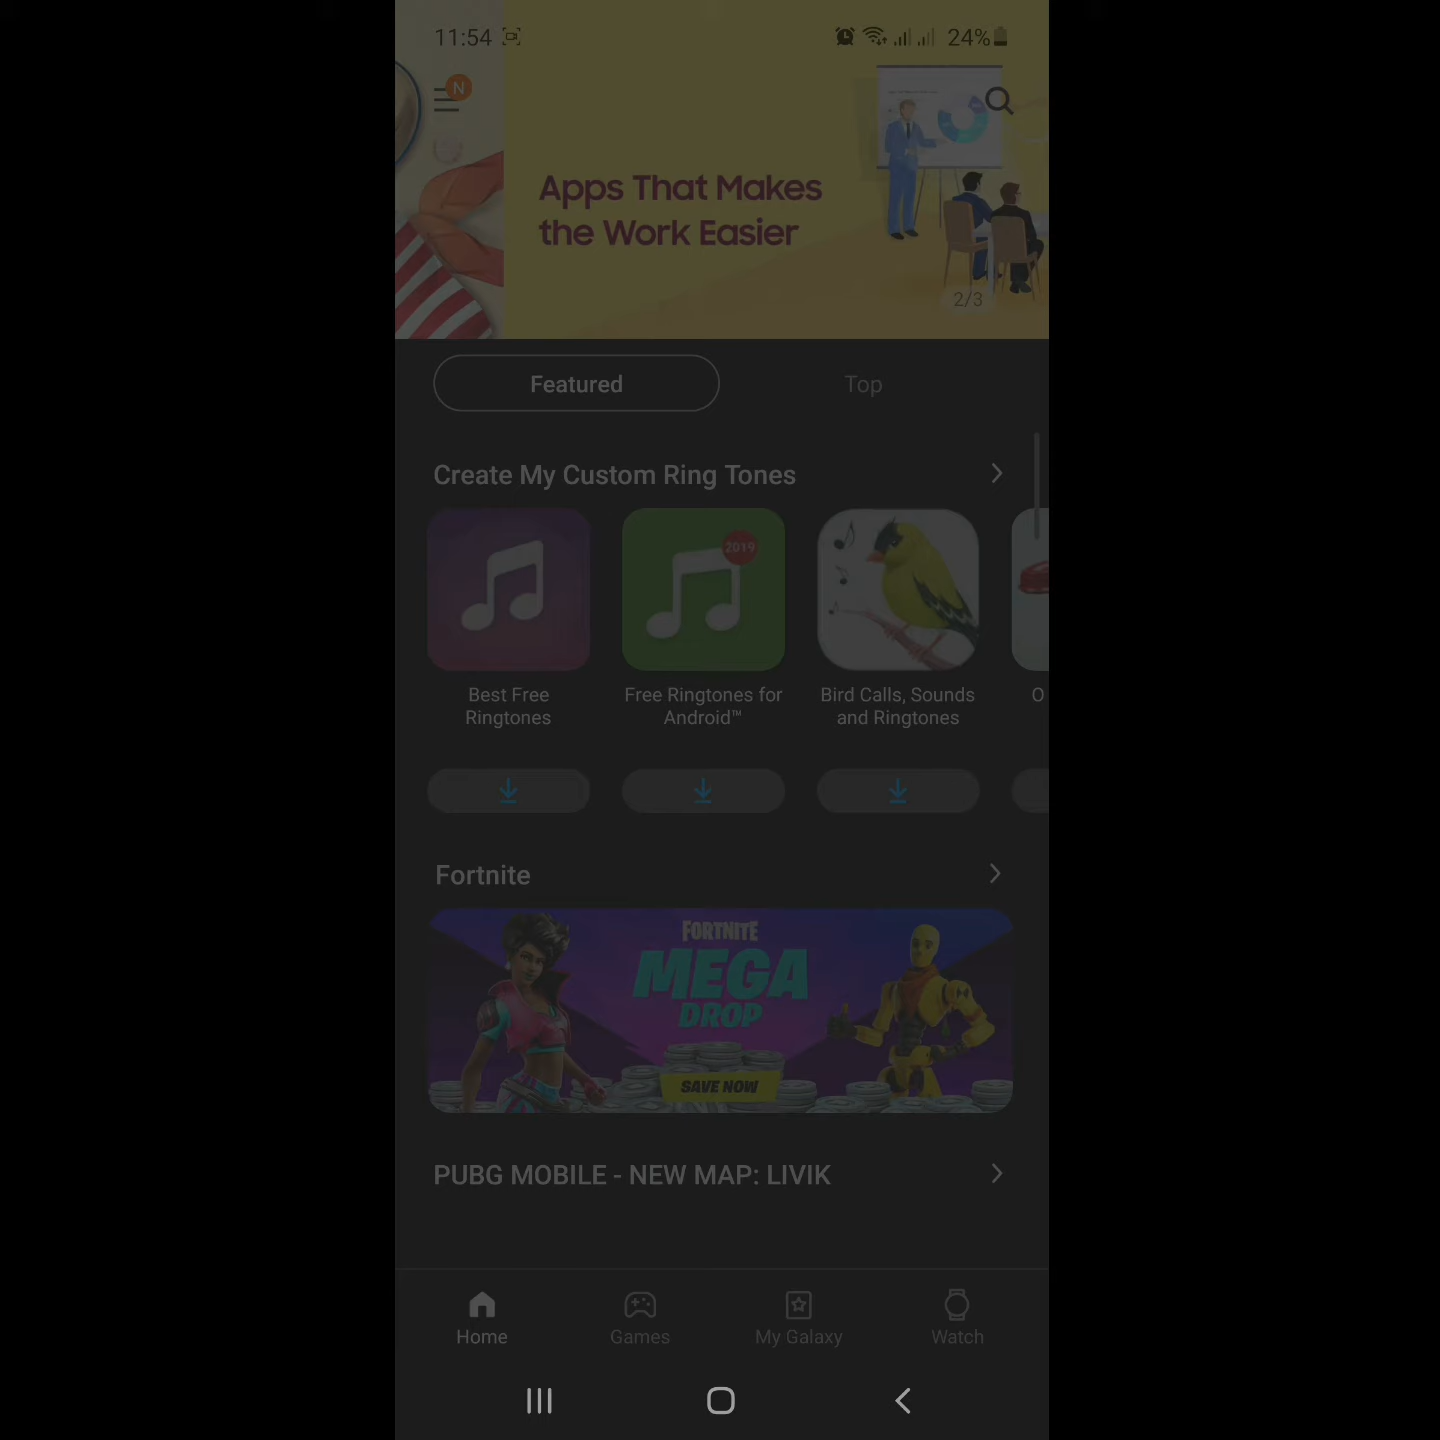 11:54
24%
N
Apps That Makes
the Work Easier
2/3
Featured
Top
Create My Custom Ring Tones
2019
Best Free
Ringtones
Free Ringtones for
Android™
Bird Calls, Sounds
and Ringtones
O
Fortnite
FORTNITE
MEGA
DROP
SAVE NOW
PUBG MOBILE - NEW MAP: LIVIK
Home
Games
My Galaxy
Watch